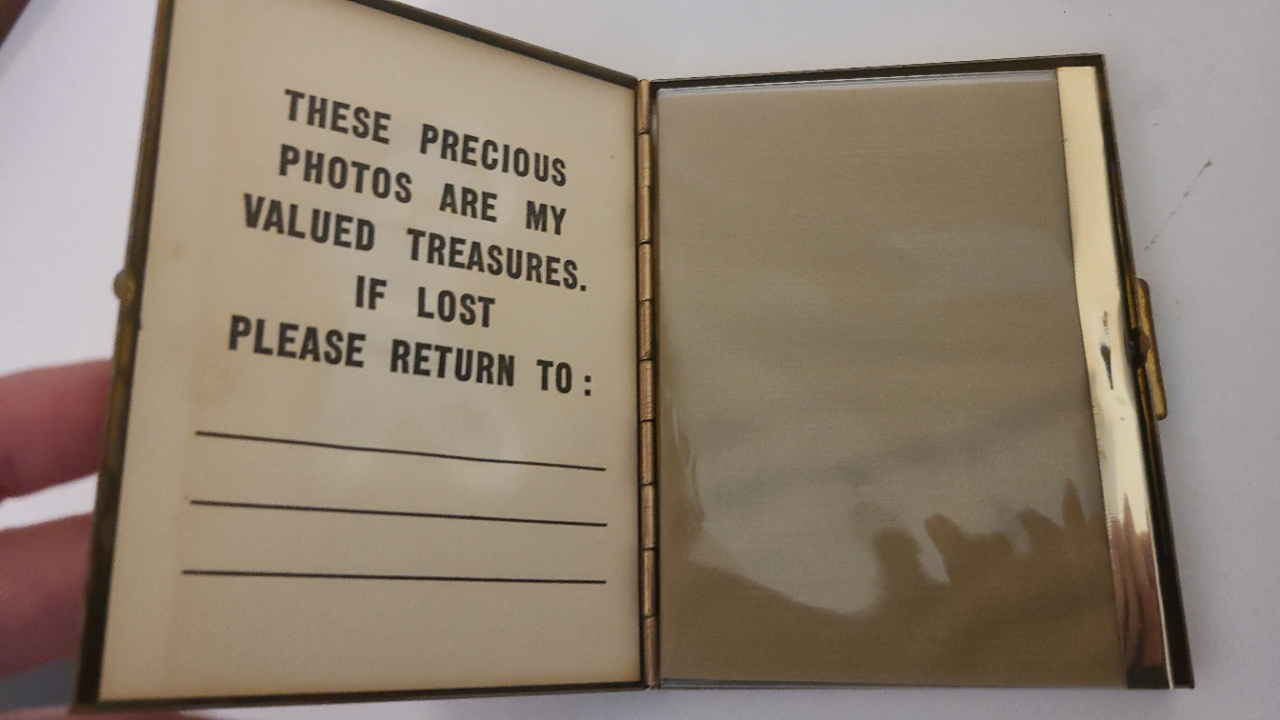 THESE PRECIOUS
PHOTOS ARE MY
VALUED TREASURES.
IF LOST
PLEASE RETURN TO: